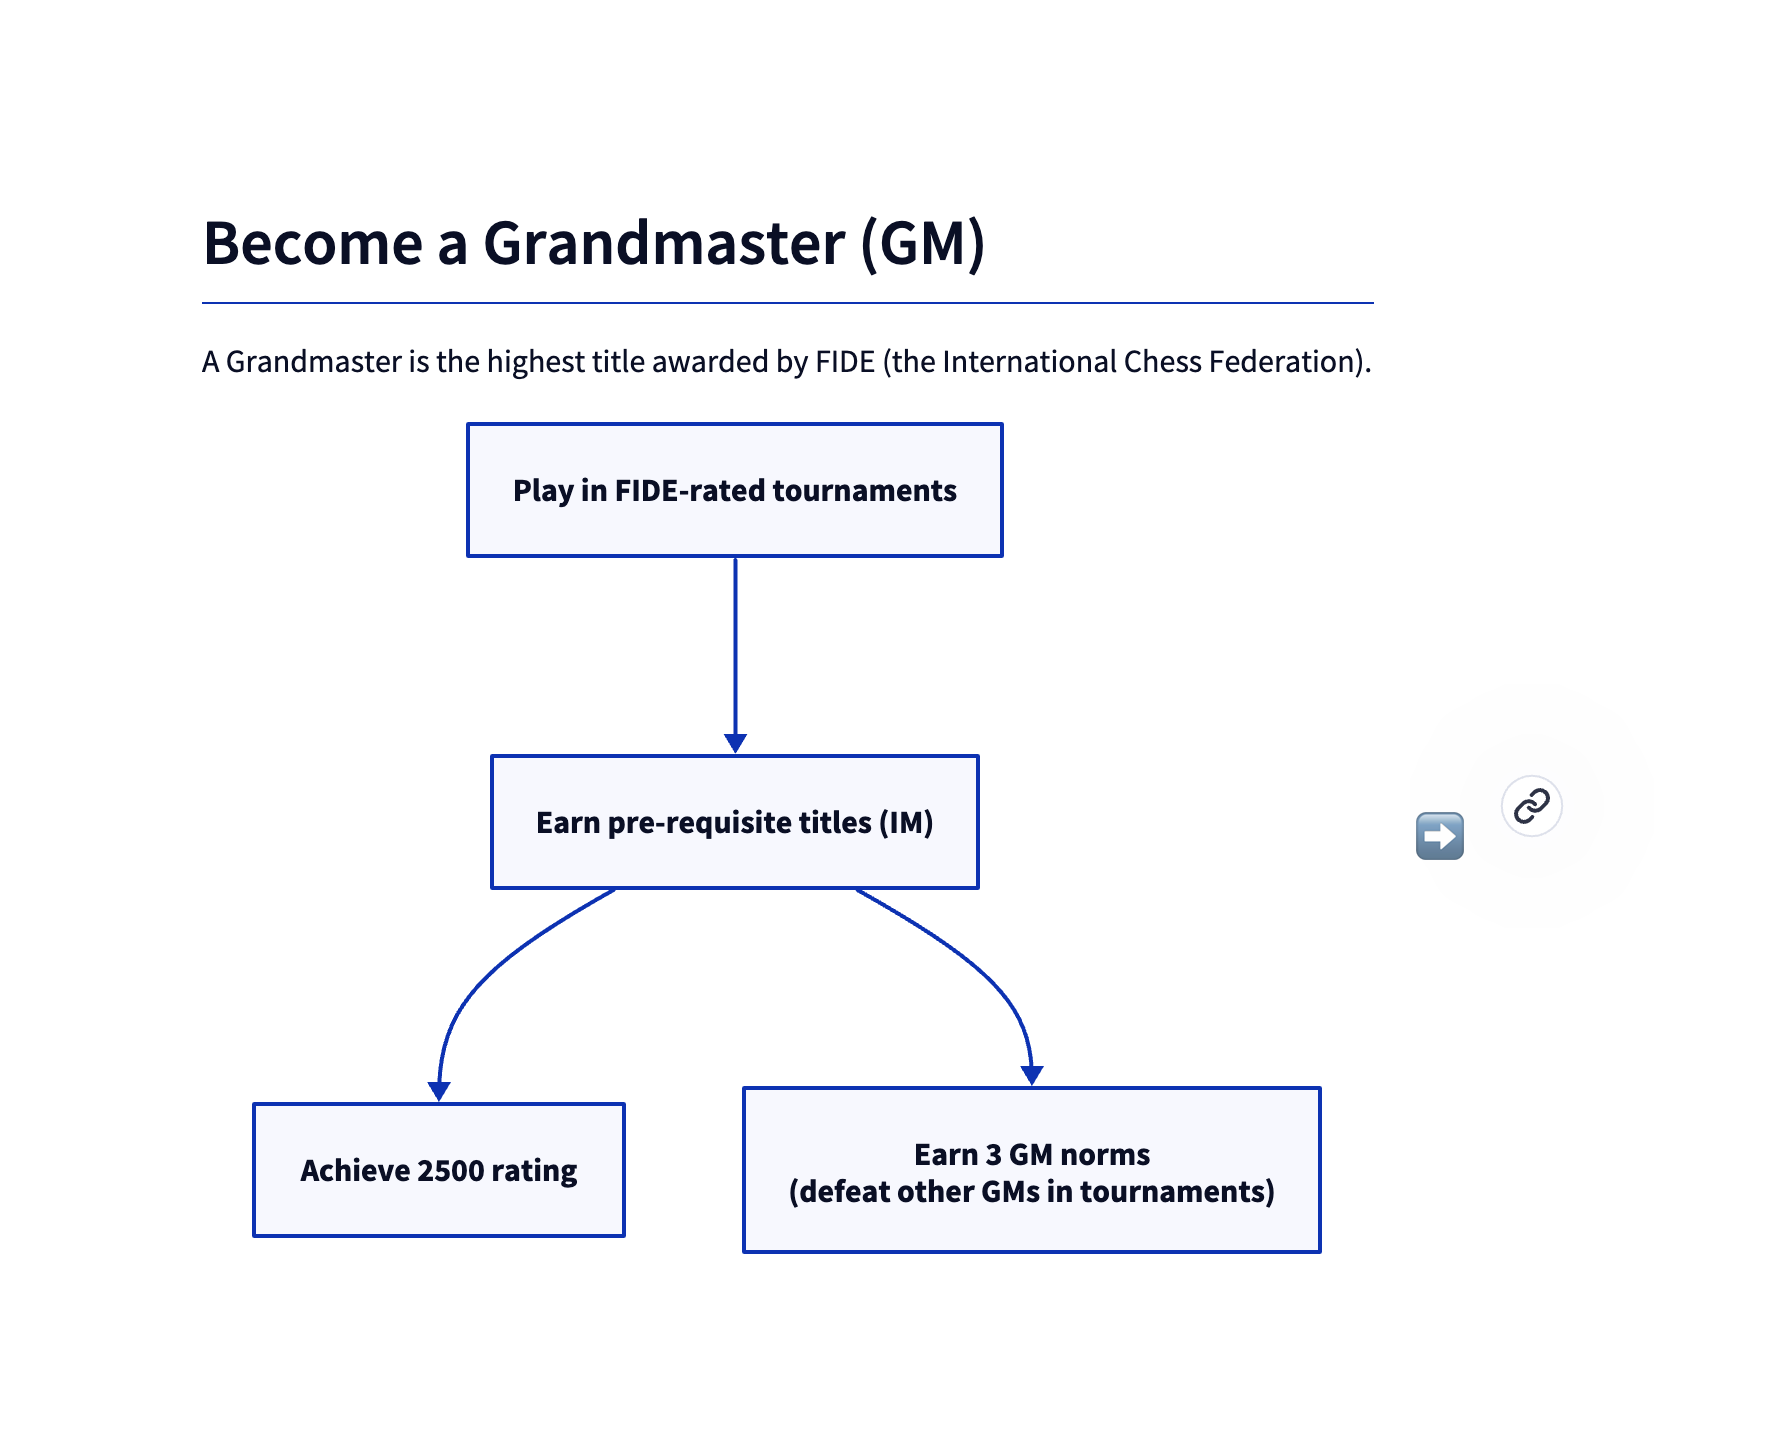 Become a Grandmaster (GM)
A Grandmaster is the highest title awarded by FIDE (the International Chess Federation).
Play in FIDE-rated tournaments
Earn pre-requisite titles (IM)
Achieve 2500 rating
Earn 3 GM norms
(defeat other GMs in tournaments)